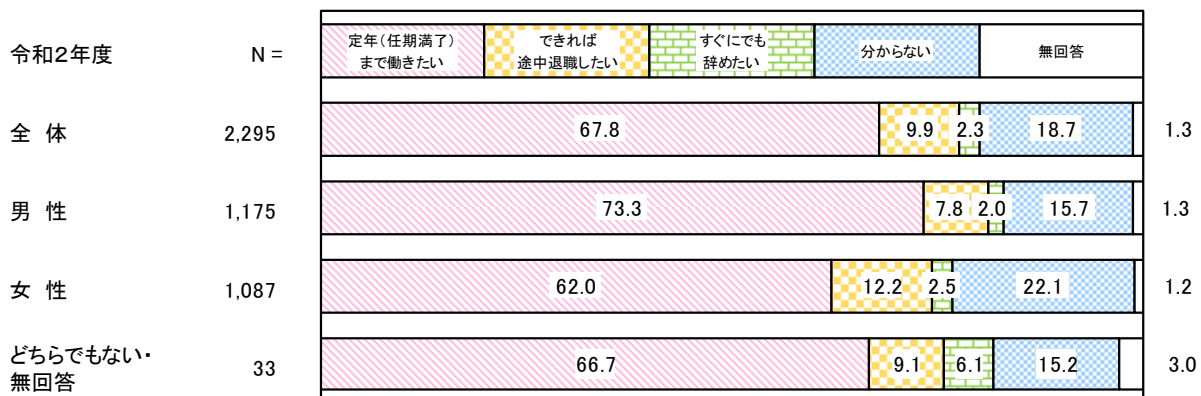 令和2年度 N = 定年(任期満了)まで働きたい できれば途中退職したい すぐにでも辞めたい 分からない 無回答
全 体 2,295 67.8 9.9 2.3 18.7 1.3
男 性 1,175 73.3 7.8 2.0 15.7 1.3
女 性 1,087 62.0 12.2 2.5 22.1 1.2
どちらでもない・
無回答 33 66.7 9.1 6.1 15.2 3.0